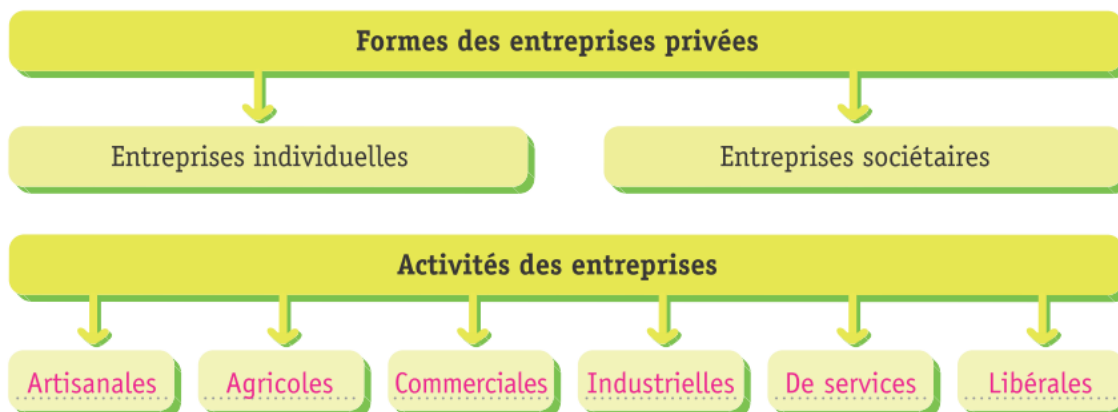 Formes des entreprises privées
Entreprises individuelles
Entreprises sociétaires
Activités des entreprises
Artisanales
Agricoles
Commerciales
Industrielles
De services
Libérales